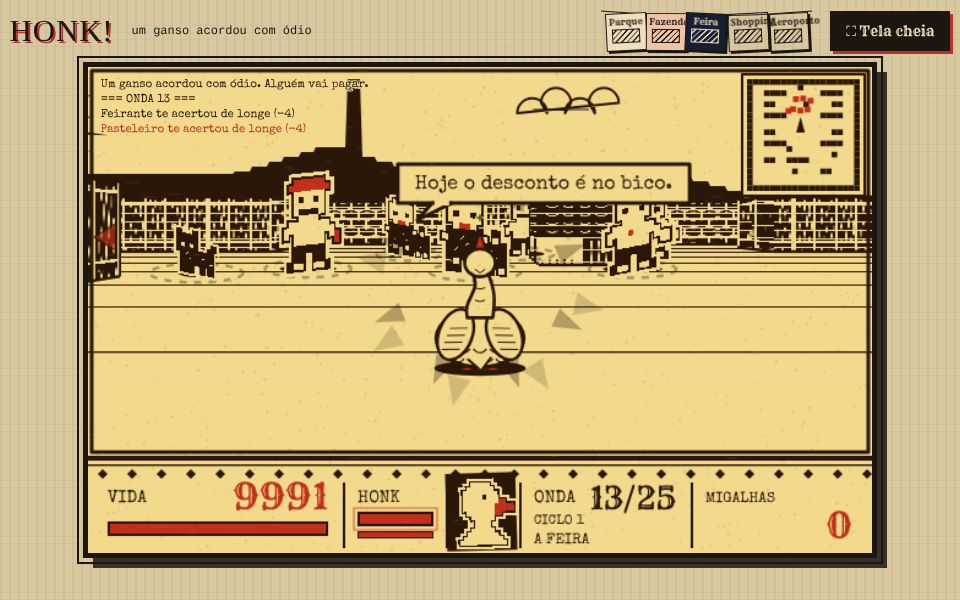 HONK!
um ganso acordou com ódio
Parque
Fazenda
Feira
Shopping
Aeroporto
Tela cheia
Um ganso acordou com ódio. Alguém vai pagar.
=== ONDA 13 ===
Feirante te acertou de longe (-4)
Pasteleiro te acertou de longe (-4)
Hoje o desconto é no bico.
VIDA
9991
HONK
ONDA 13/25
CICLO 1
A FEIRA
MIGALHAS
0